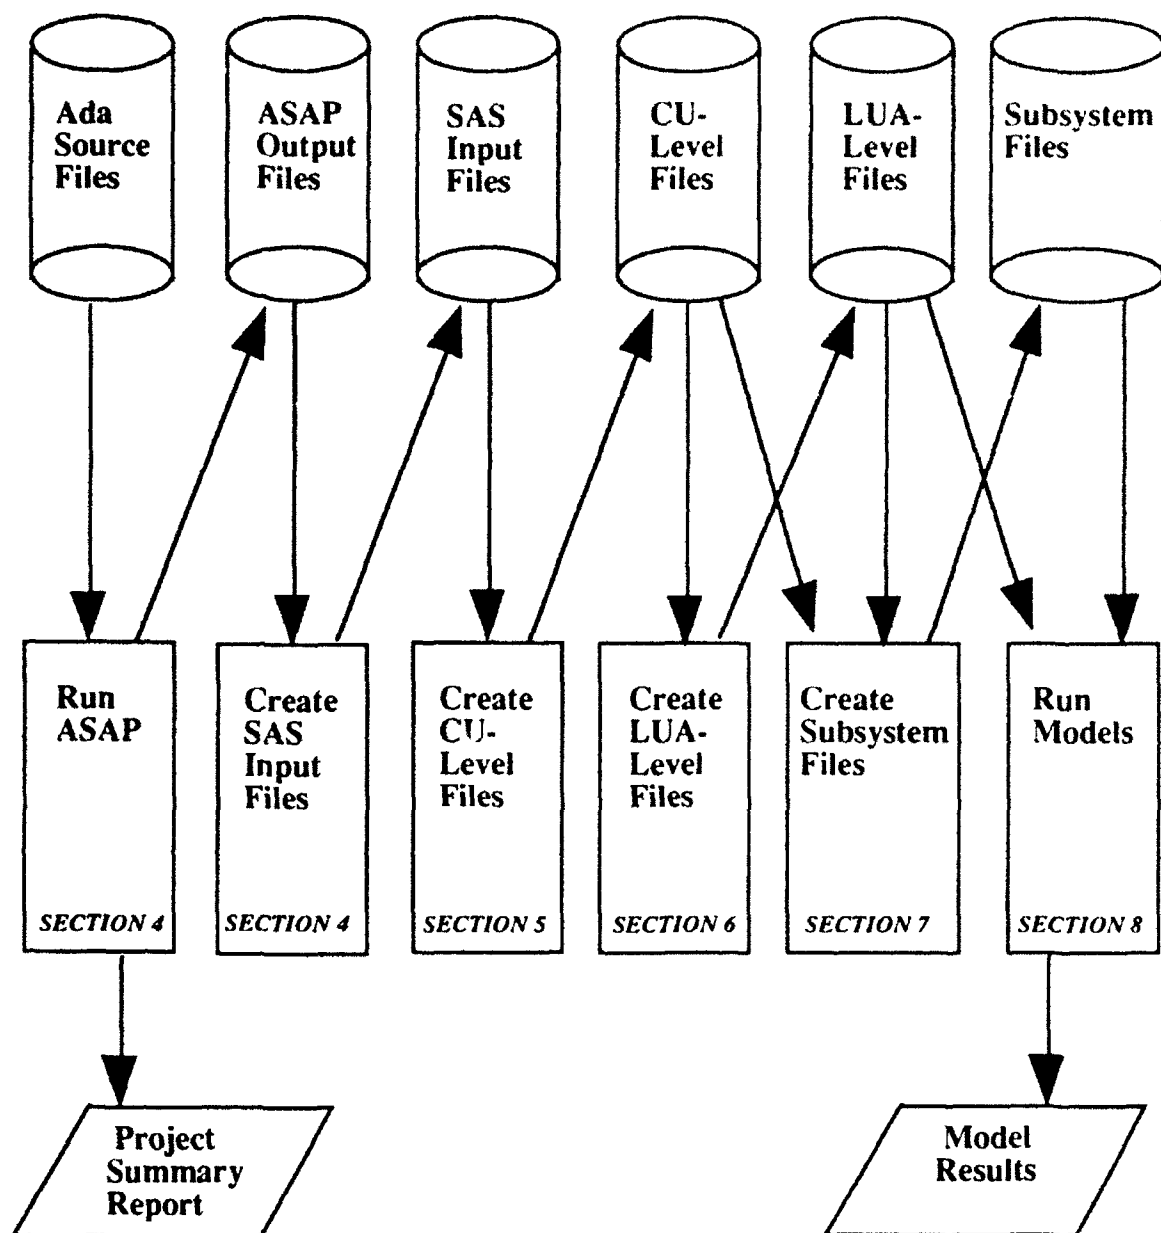 Ada
Source
Files
ASAP
Output
Files
SAS
Input
Files
CU-
Level
Files
LUA-
Level
Files
Subsystem
Files
Run
ASAP
SECTION 4
Create
SAS
Input
Files
SECTION 4
Create
CU-
Level
Files
SECTION 5
Create
LUA-
Level
Files
SECTION 6
Create
Subsystem
Files
SECTION 7
Run
Models
SECTION 8
Project
Summary
Report
Model
Results